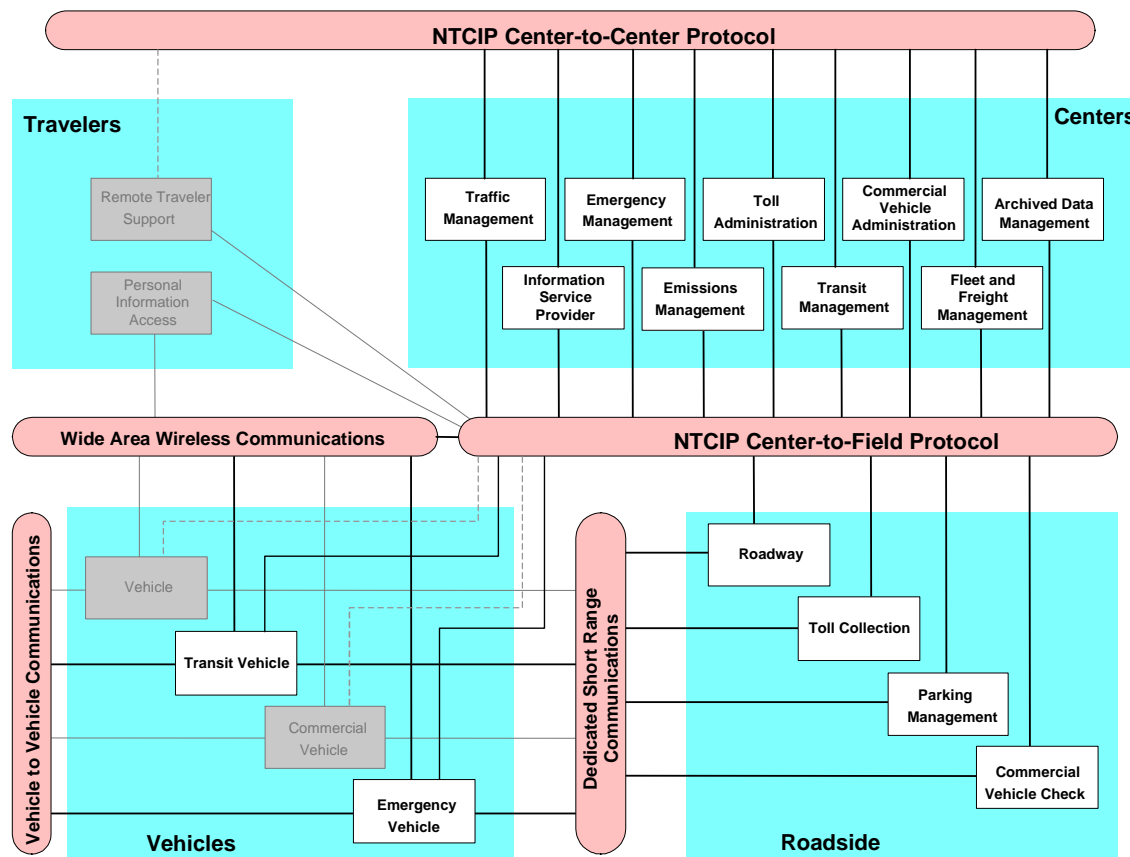 NTCIP Center-to-Center Protocol
Travelers
Centers
Remote Traveler
Support
Traffic
Management
Emergency
Management
Toll
Administration
Commercial
Vehicle
Administration
Archived Data
Management
Personal
Information
Access
Information
Service
Provider
Emissions
Management
Transit
Management
Fleet and
Freight
Management
Wide Area Wireless Communications
NTCIP Center-to-Field Protocol
Vehicle to Vehicle Communications
Vehicle
Transit Vehicle
Commercial
Vehicle
Emergency
Vehicle
Vehicles
Dedicated Short Range
Communications
Roadway
Toll Collection
Parking
Management
Commercial
Vehicle Check
Roadside